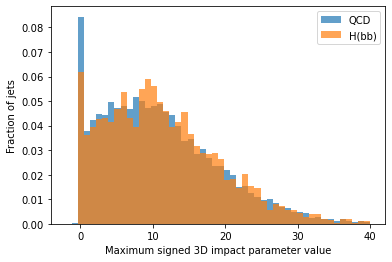 QCD
H(bb)
0.08
0.07
0.06
0.05
0.04
0.03
0.02
0.01
0.00
Fraction of jets
0 10 20 30 40
Maximum signed 3D impact parameter value